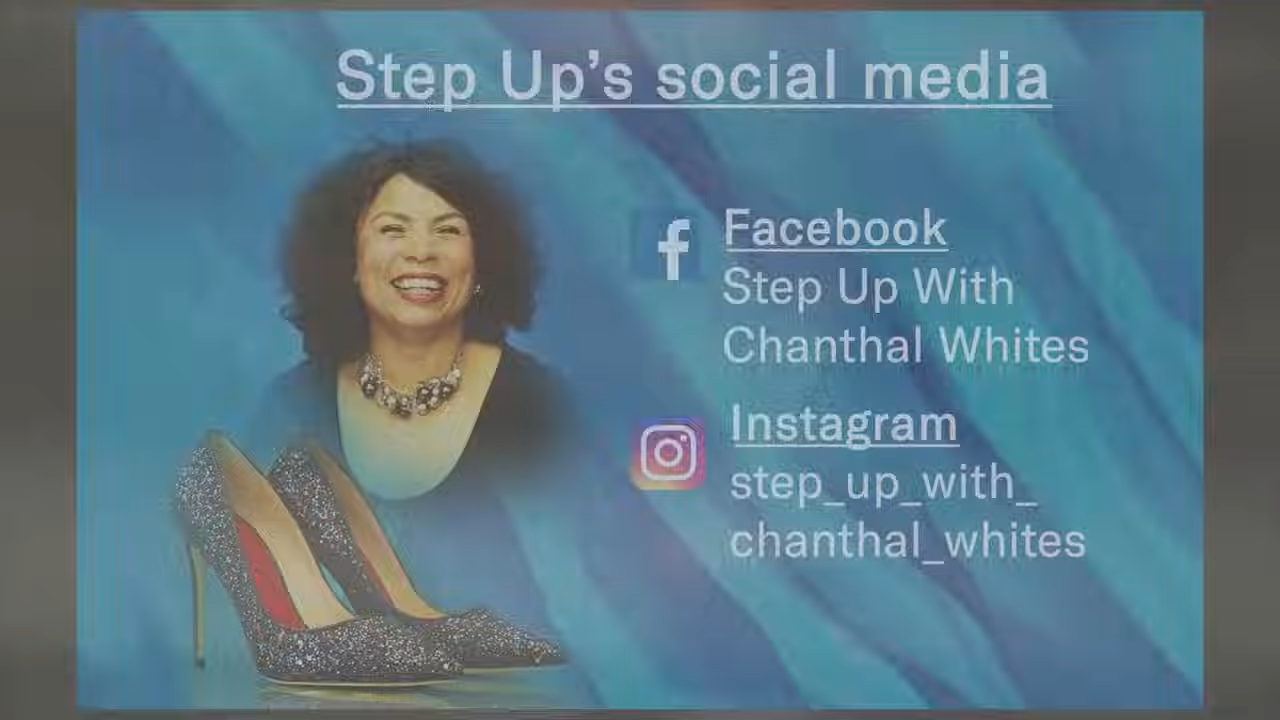 Step Up’s social media
Facebook
Step Up With
Chanthal Whites
Instagram
step_up_with_
chanthal_whites